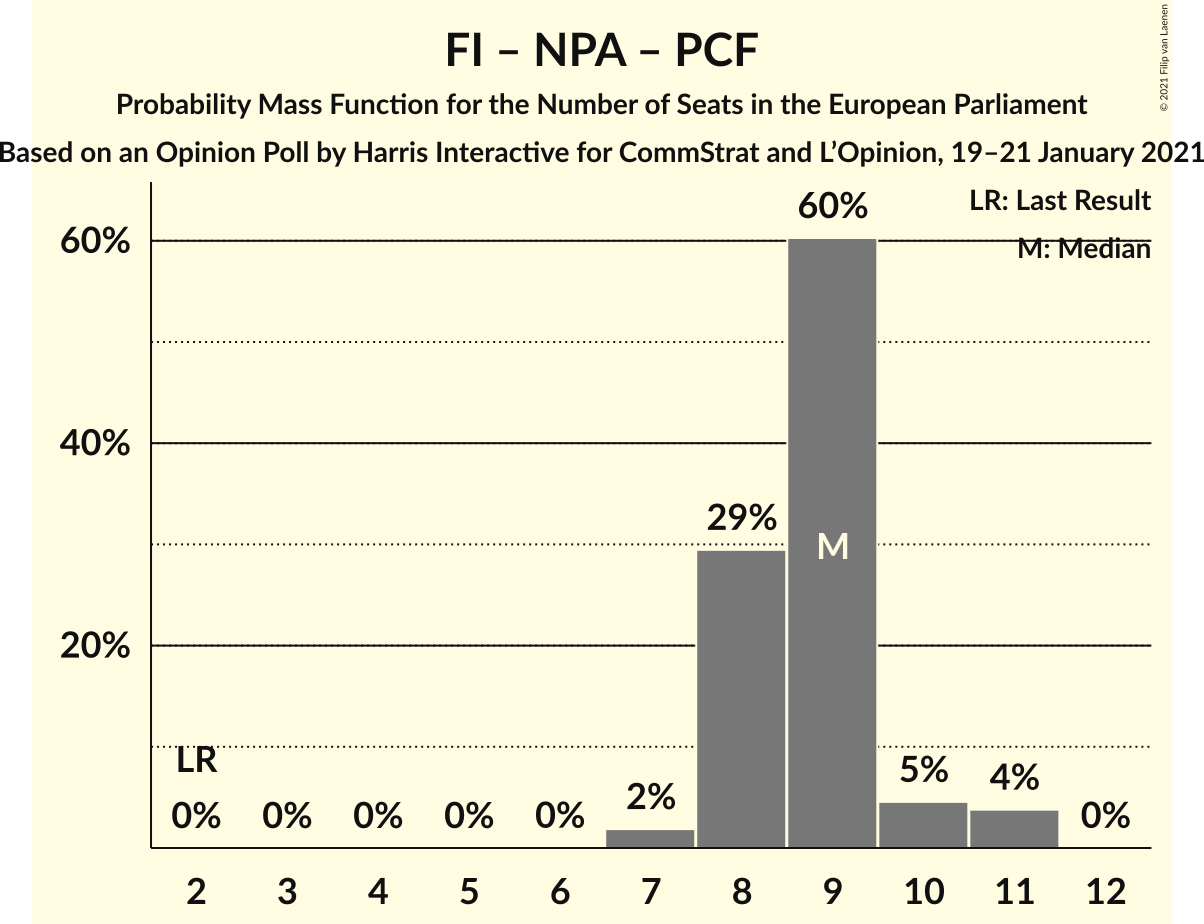 FI – NPA – PCF
Probability Mass Function for the Number of Seats in the European Parliament
Based on an Opinion Poll by Harris Interactive for CommStrat and L’Opinion, 19–21 January 2021
© 2021 Filip van Laenen
LR: Last Result
M: Median
60%
40%
20%
LR
0% 0% 0% 0% 0% 2% 29% 60% 5% 4% 0%
M
2 3 4 5 6 7 8 9 10 11 12